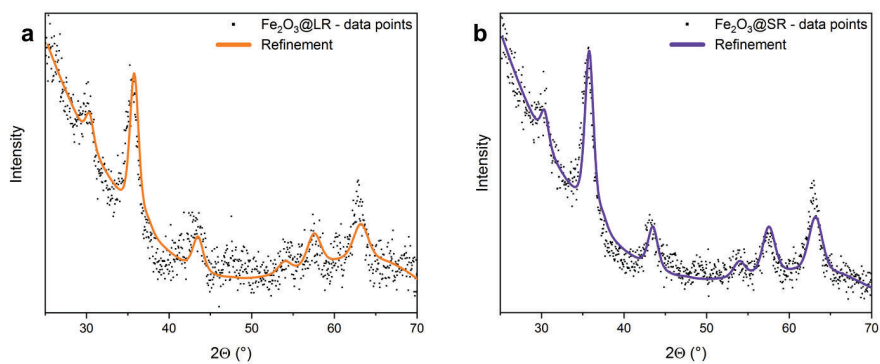 a
Fe₂O₃@LR - data points
Refinement
Intensity
30 40 50 60 70
2Θ (°)
b
Fe₂O₃@SR - data points
Refinement
Intensity
30 40 50 60 70
2Θ (°)